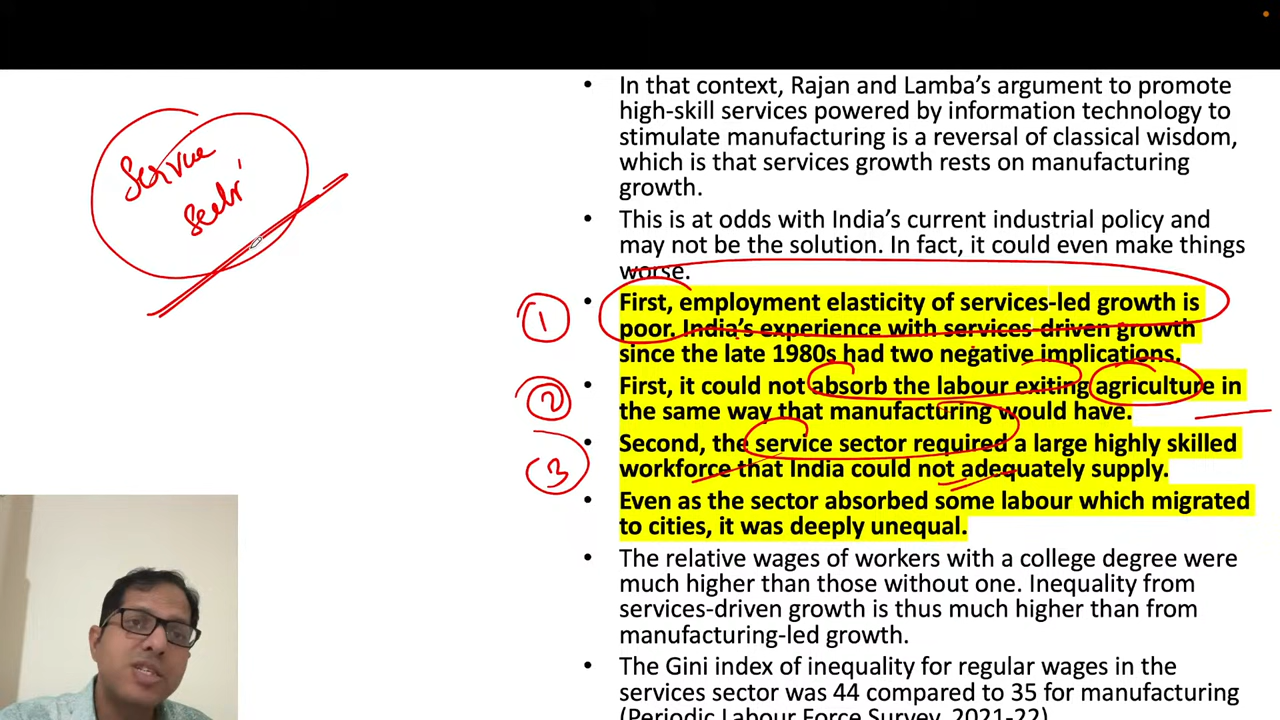 Service
Sector
• In that context, Rajan and Lamba’s argument to promote
high-skill services powered by information technology to
stimulate manufacturing is a reversal of classical wisdom,
which is that services growth rests on manufacturing
growth.
• This is at odds with India’s current industrial policy and
may not be the solution. In fact, it could even make things
worse.
1
• First, employment elasticity of services-led growth is
poor. India’s experience with services-driven growth
since the late 1980s had two negative implications.
2
• First, it could not absorb the labour exiting agriculture in
the same way that manufacturing would have.
3
• Second, the service sector required a large highly skilled
workforce that India could not adequately supply.
• Even as the sector absorbed some labour which migrated
to cities, it was deeply unequal.
• The relative wages of workers with a college degree were
much higher than those without one. Inequality from
services-driven growth is thus much higher than from
manufacturing-led growth.
• The Gini index of inequality for regular wages in the
services sector was 44 compared to 35 for manufacturing
(Periodic Labour Force Survey, 2021-22)